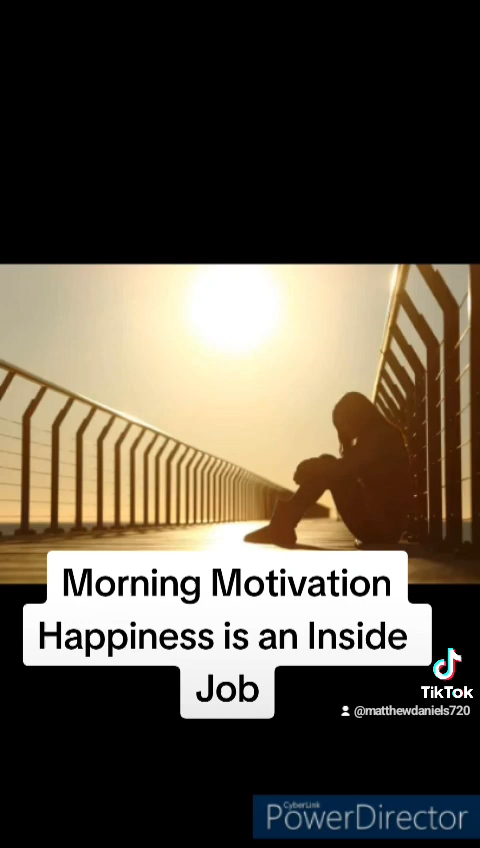 Morning Motivation
Happiness is an Inside
Job
TikTok
@matthewdaniels720
CyberLink
PowerDirector